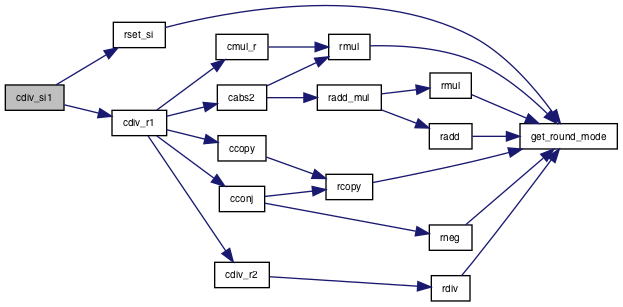 cdiv_si1
rset_si
cdiv_r1
cmul_r
cabs2
ccopy
cconj
cdiv_r2
rmul
radd_mul
rcopy
rmul
radd
rneg
rdiv
get_round_mode